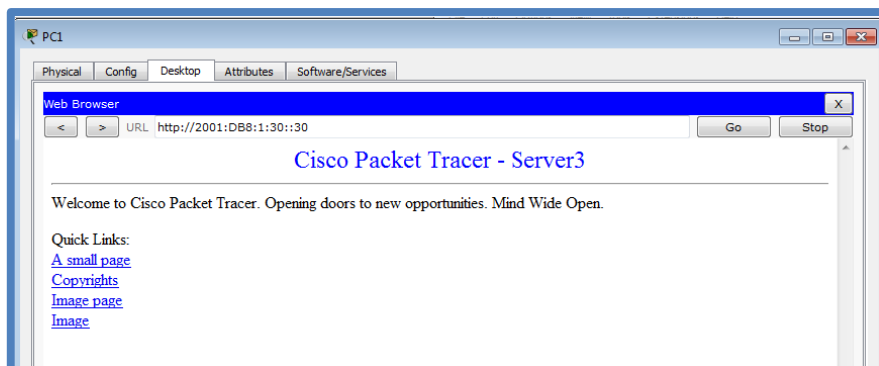 PC1
Physical Config Desktop Attributes Software/Services
Web Browser X
< > URL http://2001:DB8:1:30::30 Go Stop
Cisco Packet Tracer - Server3
Welcome to Cisco Packet Tracer. Opening doors to new opportunities. Mind Wide Open.
Quick Links:
A small page
Copyrights
Image page
Image